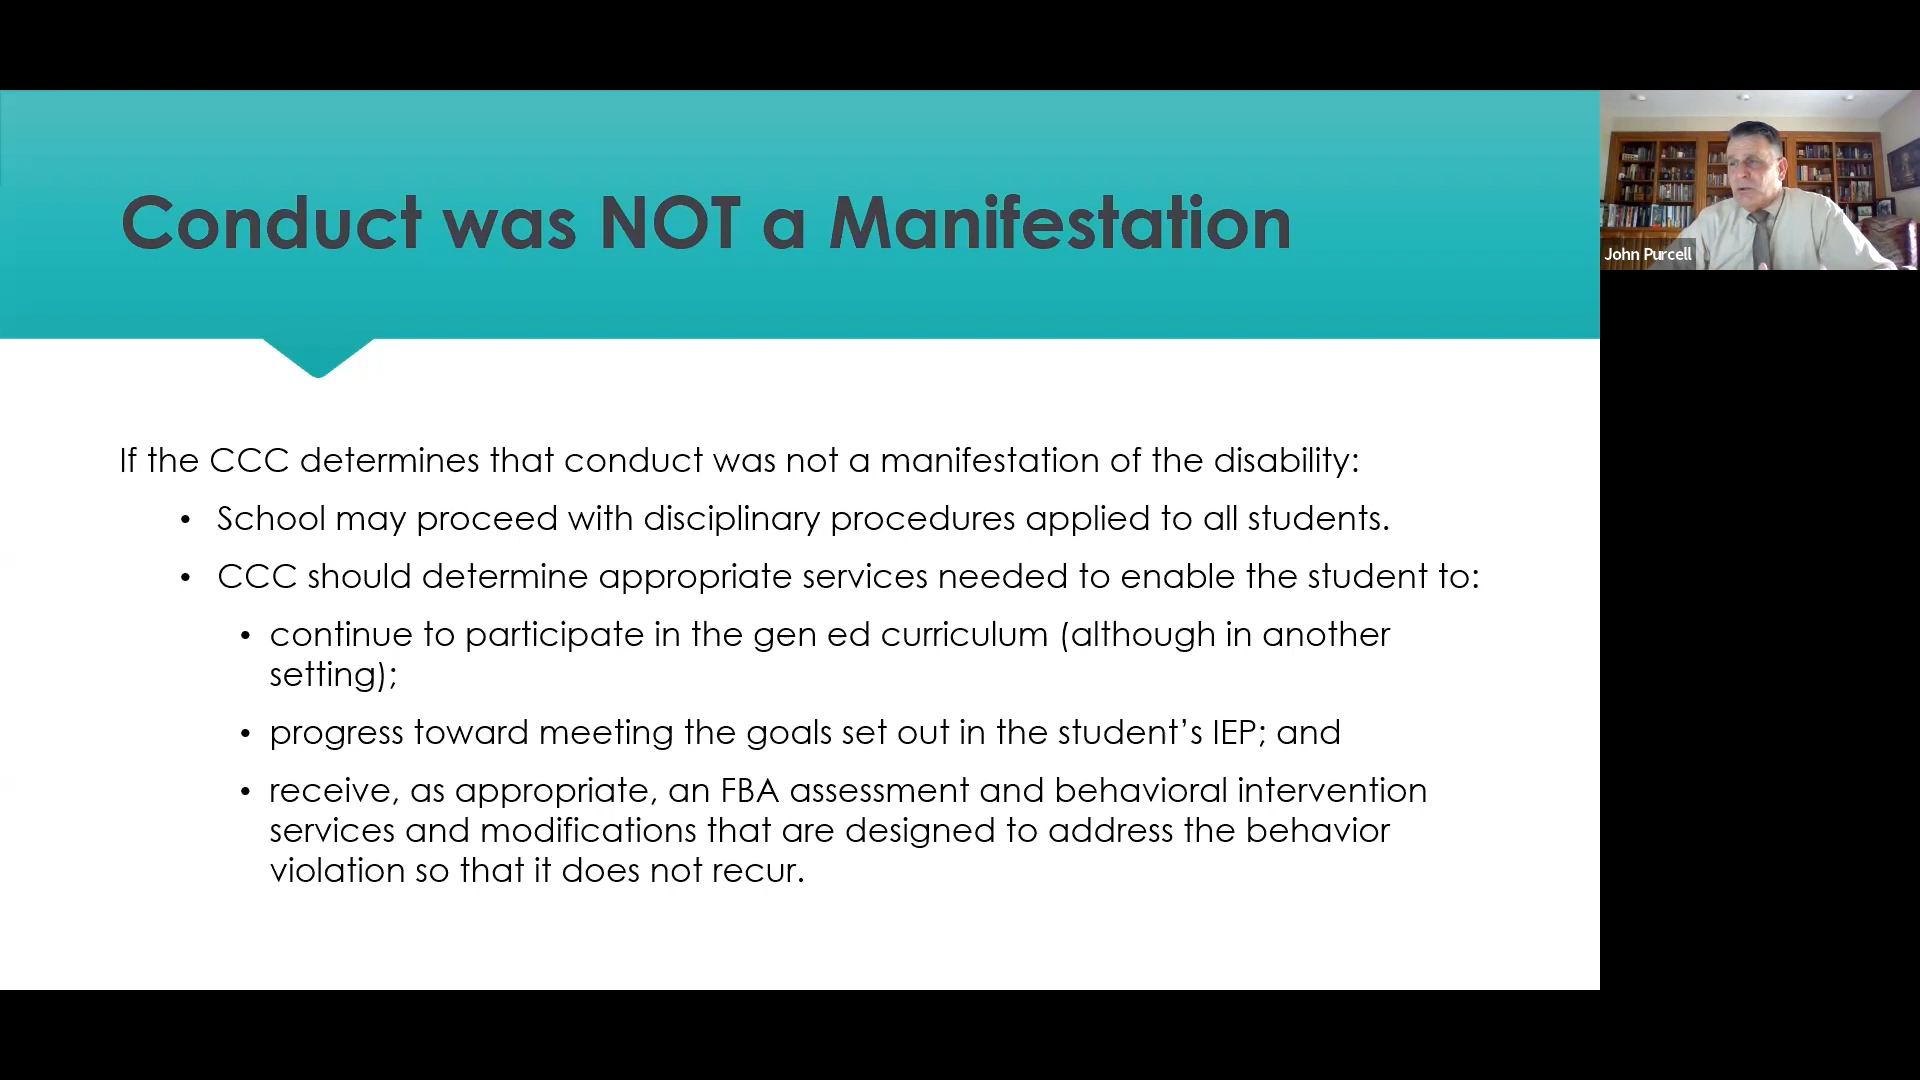 Conduct was NOT a Manifestation
John Purcell
If the CCC determines that conduct was not a manifestation of the disability:
• School may proceed with disciplinary procedures applied to all students.
• CCC should determine appropriate services needed to enable the student to:
• continue to participate in the gen ed curriculum (although in another
setting);
• progress toward meeting the goals set out in the student’s IEP; and
• receive, as appropriate, an FBA assessment and behavioral intervention
services and modifications that are designed to address the behavior
violation so that it does not recur.